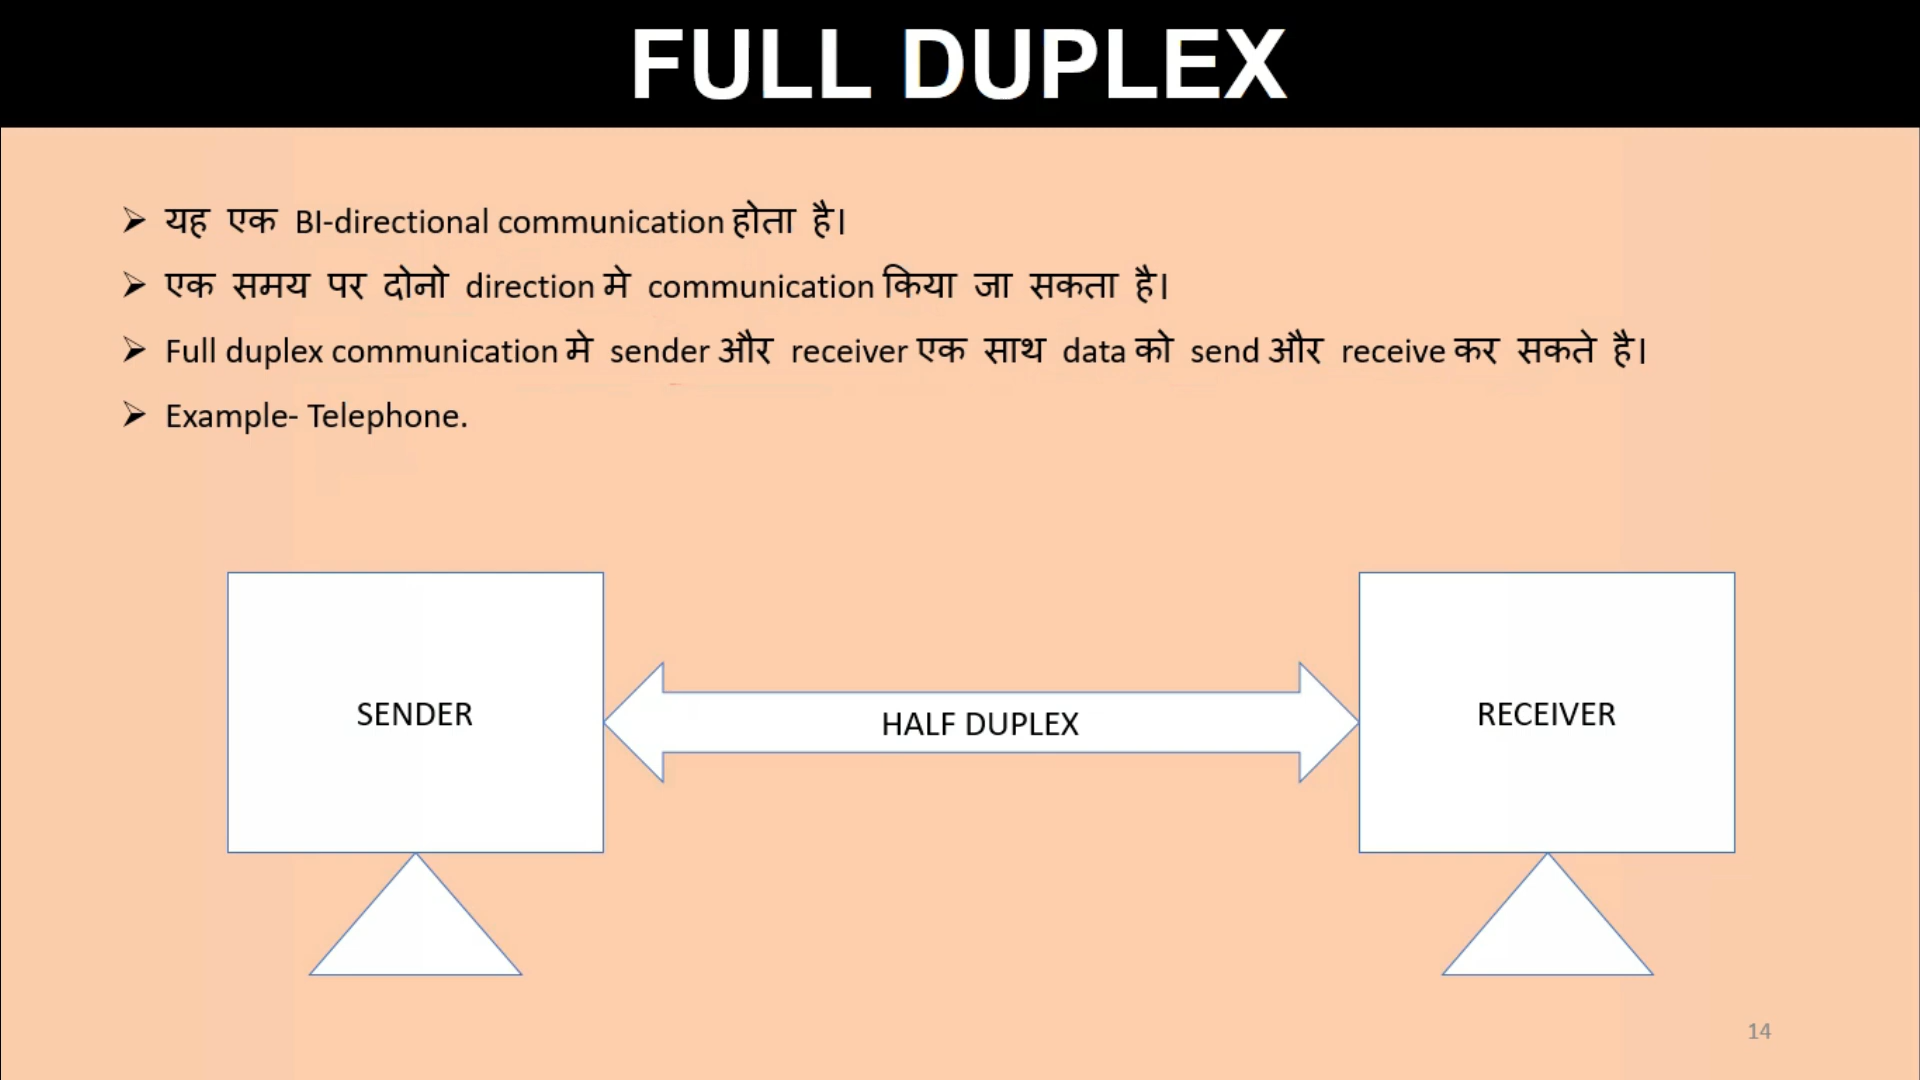 FULL DUPLEX
➢ यह एक BI-directional communication होता है।
➢ एक समय पर दोनो direction मे communication किया जा सकता है।
➢ Full duplex communication मे sender और receiver एक साथ data को send और receive कर सकते है।
➢ Example- Telephone.
SENDER
HALF DUPLEX
RECEIVER
14